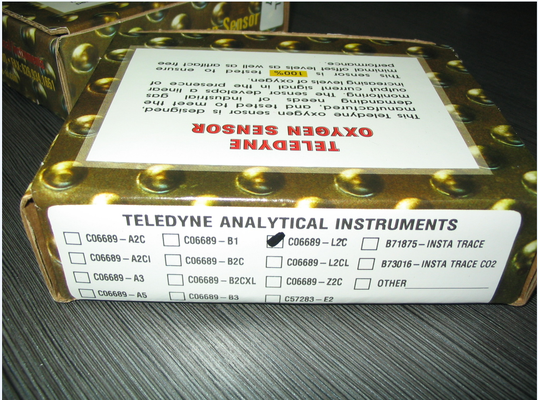 Sensor
TELEDYNE
OXYGEN SENSOR
This Teledyne oxygen sensor is designed,
manufactured, and tested to meet the
demanding needs of industrial gas
monitoring. The sensor develops a linear
output current signal in the presence of
increasing levels of oxygen.
This sensor is 100% tested to ensure
minimal offset levels as well as artifact free
performance.
TELEDYNE ANALYTICAL INSTRUMENTS
C06689-A2C C06689-B1 C06689-L2C B71875-INSTA TRACE
C06689-A2CI C06689-B2C C06689-L2CL B73016-INSTA TRACE CO2
C06689-A3 C06689-B2CXL C06689-Z2C OTHER
C06689-A5 C06689-B3 C57283-E2